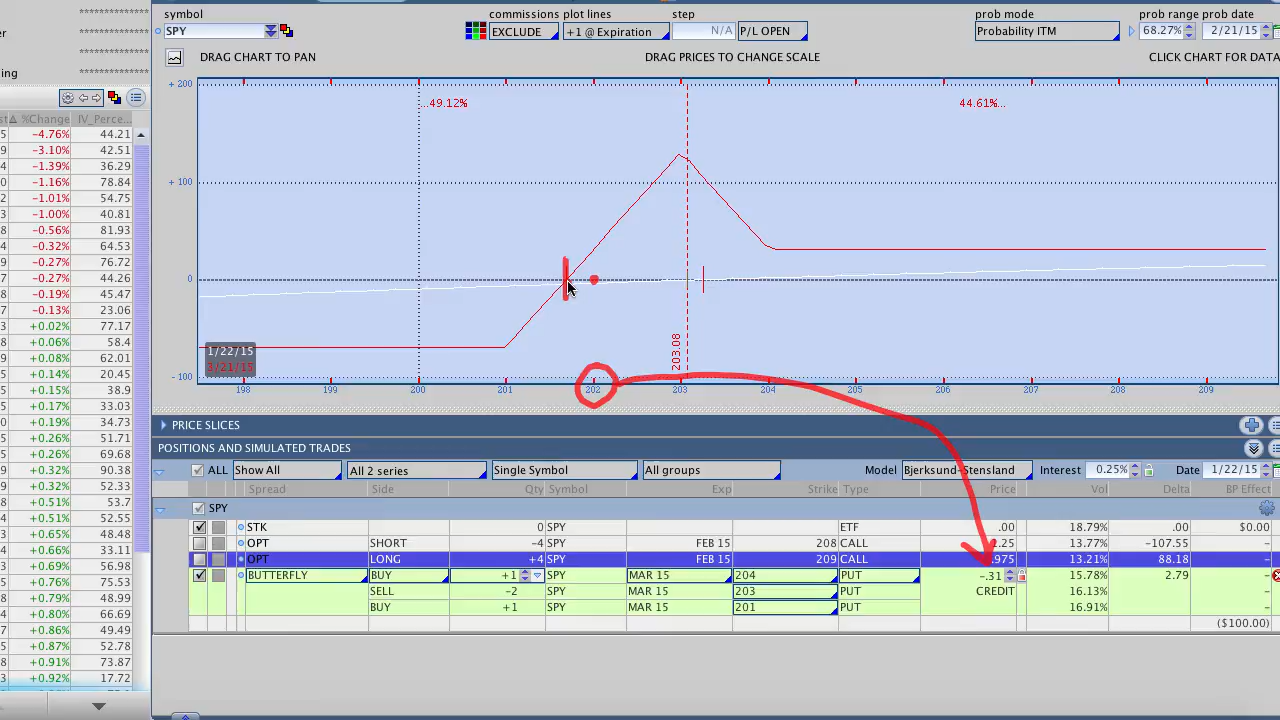 symbol commissions plot lines step prob mode prob range prob date
SPY EXCLUDE +1 @ Expiration N/A P/L OPEN Probability ITM 68.27% 2/21/15
DRAG CHART TO PAN DRAG PRICES TO CHANGE SCALE CLICK CHART FOR DATA
+ 200
...49.12% 44.61%...
+ 100
0
203.08
1/22/15
2/21/15
- 100
198 199 200 201 202 203 204 205 206 207 208 209
PRICE SLICES
POSITIONS AND SIMULATED TRADES
ALL Show All All 2 series Single Symbol All groups Model Bjerksund-Stensland Interest 0.25% Date 1/22/15
Spread Side Qty Symbol Exp Strike Type Price Vol Delta BP Effect
SPY
STK 0 SPY ETF .00 18.79% .00 $0.00
OPT SHORT -4 SPY FEB 15 208 CALL .25 13.77% -107.55 –
OPT LONG +4 SPY FEB 15 209 CALL .975 13.21% 88.18 –
BUTTERFLY BUY +1 SPY MAR 15 204 PUT -.31 15.78% 2.79 –
SELL -2 SPY MAR 15 203 PUT CREDIT 16.13% –
BUY +1 SPY MAR 15 201 PUT 16.91% –
($100.00)
ing
%Change IV_Perce...
-4.76% 44.21
-3.10% 42.51
-1.39% 36.29
-1.16% 78.84
-1.01% 54.75
-1.00% 40.81
-0.56% 81.93
-0.32% 64.53
-0.30% 76.72
-0.27% 44.26
-0.19% 45.47
-0.13% 23.06
+0.02% 77.17
+0.06% 58.4
+0.08% 62.01
+0.14% 20.45
+0.15% 38.9
+0.17% 33.03
+0.19% 34.73
+0.26% 51.71
+0.26% 69.68
+0.32% 90.38
+0.32% 52.33
+0.38% 53.7
+0.51% 52.55
+0.65% 48.48
+0.66% 33.11
+0.69% 56.92
+0.76% 75.53
+0.79% 48.99
+0.80% 66.69
+0.86% 49.49
+0.87% 52.78
+0.91% 73.87
+0.92% 17.72